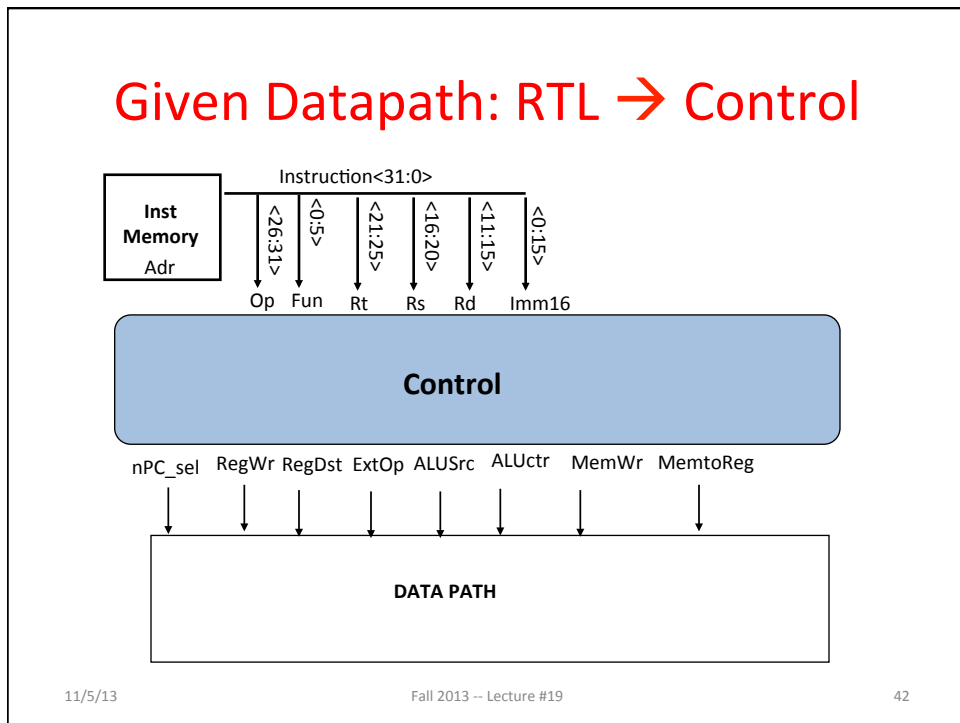 Given Datapath: RTL → Control
Instruction<31:0>
Inst
Memory
Adr
<26:31>
<0:5>
<21:25>
<16:20>
<11:15>
<0:15>
Op Fun Rt Rs Rd Imm16
Control
nPC_sel RegWr RegDst ExtOp ALUSrc ALUctr MemWr MemtoReg
DATA PATH
11/5/13 Fall 2013 -- Lecture #19 42